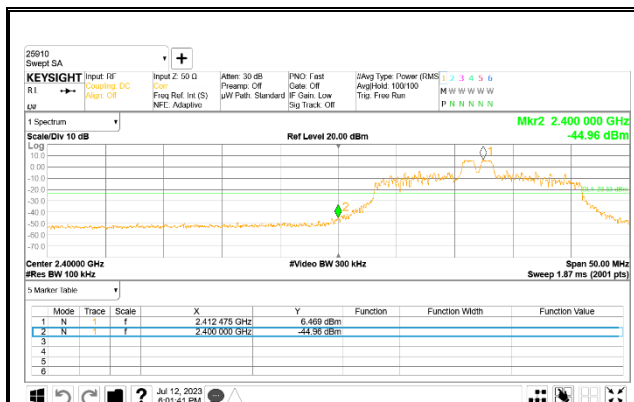 25910
Swept SA
KEYSIGHT
Input: RF
Coupling: DC
Align: Off
Input Z: 50 Ω
Corr
Freq Ref: Int (S)
NFE: Adaptive
Atten: 30 dB
Preamp: Off
µW Path: Standard
PNO: Fast
Gate: Off
IF Gain: Low
Sig Track: Off
#Avg Type: Power (RMS
Avg|Hold: 100/100
Trig: Free Run
1 2 3 4 5 6
M W W W W W
P N N N N N
1 Spectrum
Scale/Div 10 dB
Ref Level 20.00 dBm
Mkr2 2.400 000 GHz
-44.96 dBm
Log
10.0
0.00
-10.0
-20.0
-30.0
-40.0
-50.0
-60.0
-70.0
1
2
Center 2.40000 GHz
#Video BW 300 kHz
Span 50.00 MHz
#Res BW 100 kHz
Sweep 1.87 ms (2001 pts)
5 Marker Table
Mode Trace Scale X Y Function Function Width Function Value
1 N 1 f 2.412 475 GHz 6.469 dBm
2 N 1 f 2.400 000 GHz -44.96 dBm
3
4
5
6
?
Jul 12, 2023
6:01:41 PM